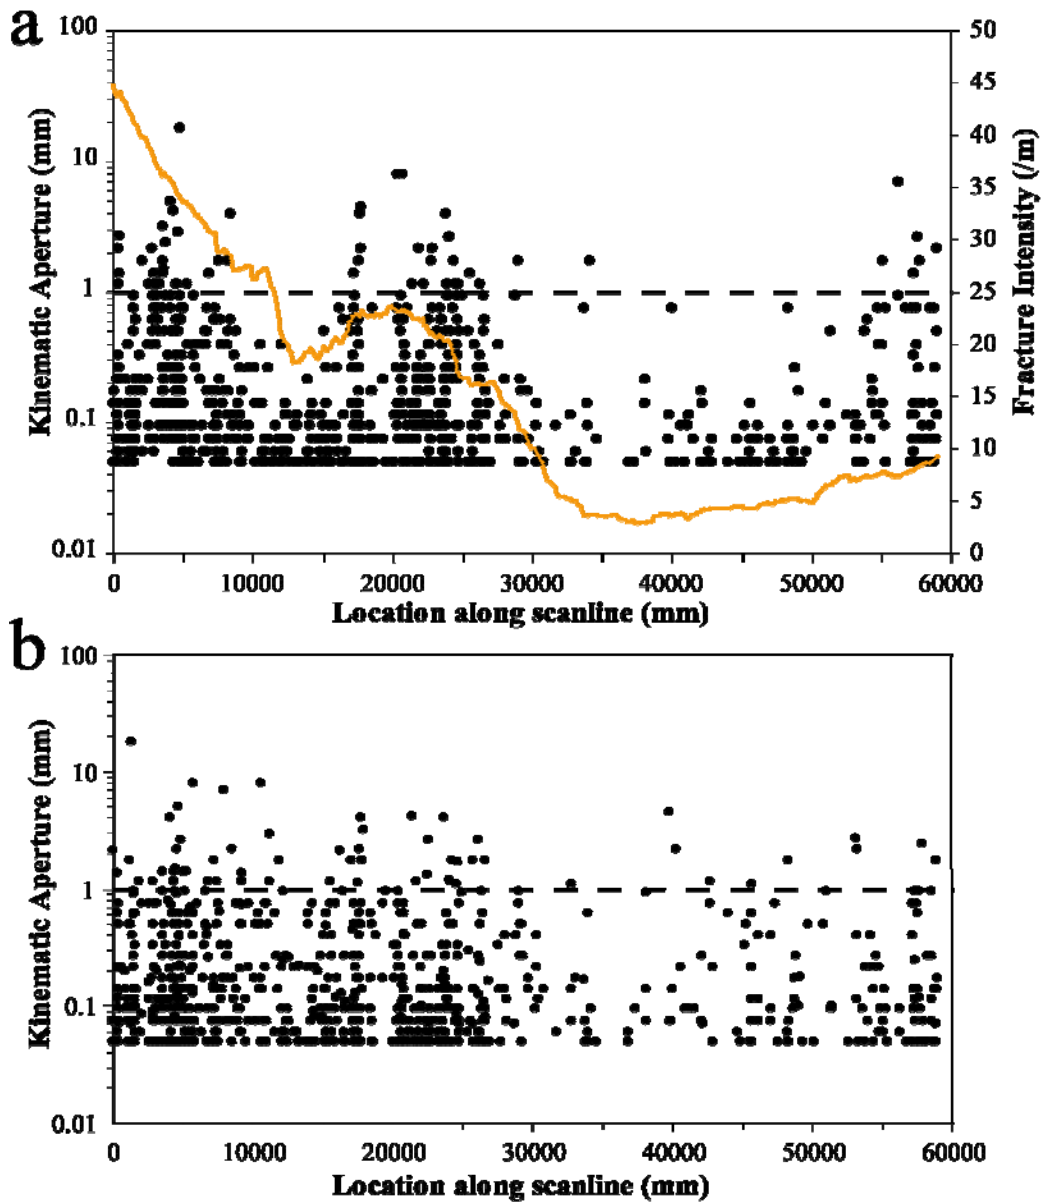 a
Kinematic Aperture (mm)
100
10
1
0.1
0.01
50
45
40
35
30
25
20
15
10
5
0
Fracture Intensity (/m)
0 10000 20000 30000 40000 50000 60000
Location along scanline (mm)
b
Kinematic Aperture (mm)
100
10
1
0.1
0.01
0 10000 20000 30000 40000 50000 60000
Location along scanline (mm)